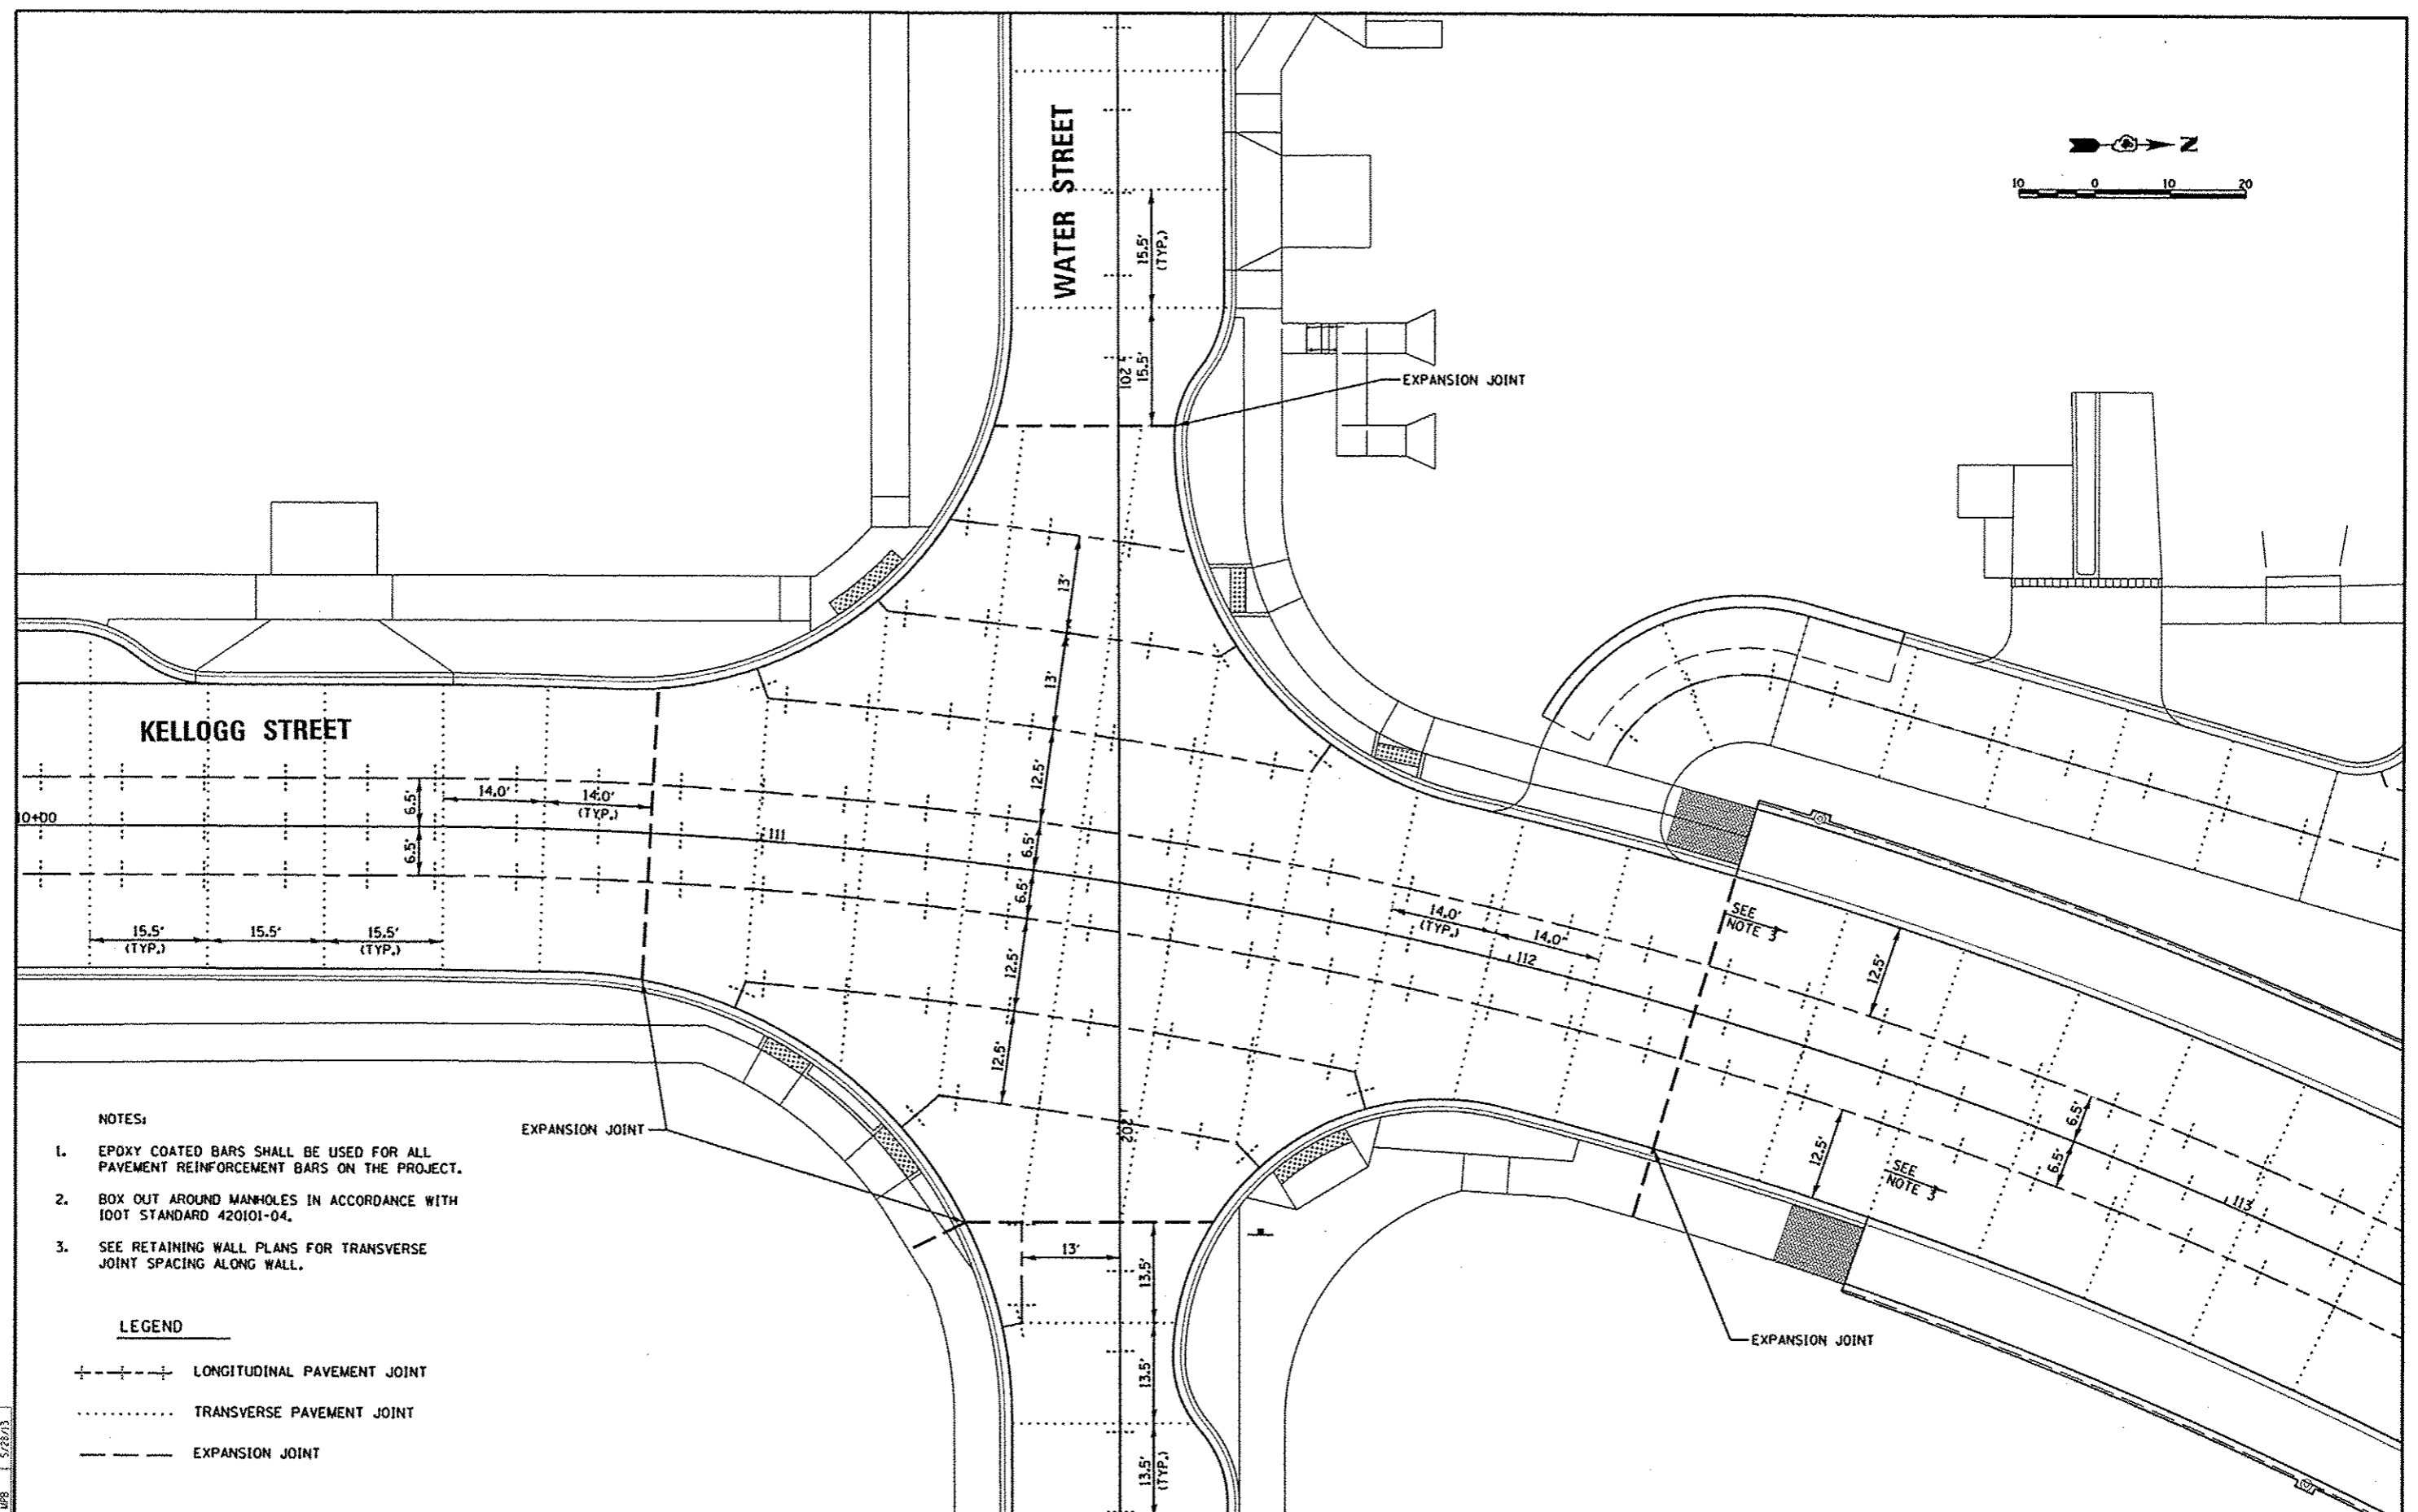 WATER STREET
N
10 0 10 20
15.5'
(TYP.)
15.5'
102
EXPANSION JOINT
KELLOGG STREET
13'
13'
12.5'
6.5'
6.5'
12.5'
12.5'
10+00
6.5'
6.5'
14.0'
14.0'
(TYP.)
111
15.5'
(TYP.)
15.5'
15.5'
(TYP.)
14.0'
(TYP.)
14.0'
112
SEE
NOTE 3
12.5'
12.5'
SEE
NOTE 3
6.5'
6.5'
113
202
EXPANSION JOINT
13'
13.5'
13.5'
13.5'
(TYP.)
EXPANSION JOINT
NOTES:
1. EPOXY COATED BARS SHALL BE USED FOR ALL
PAVEMENT REINFORCEMENT BARS ON THE PROJECT.
2. BOX OUT AROUND MANHOLES IN ACCORDANCE WITH
IDOT STANDARD 420101-04.
3. SEE RETAINING WALL PLANS FOR TRANSVERSE
JOINT SPACING ALONG WALL.
LEGEND
LONGITUDINAL PAVEMENT JOINT
TRANSVERSE PAVEMENT JOINT
EXPANSION JOINT
5/28/13